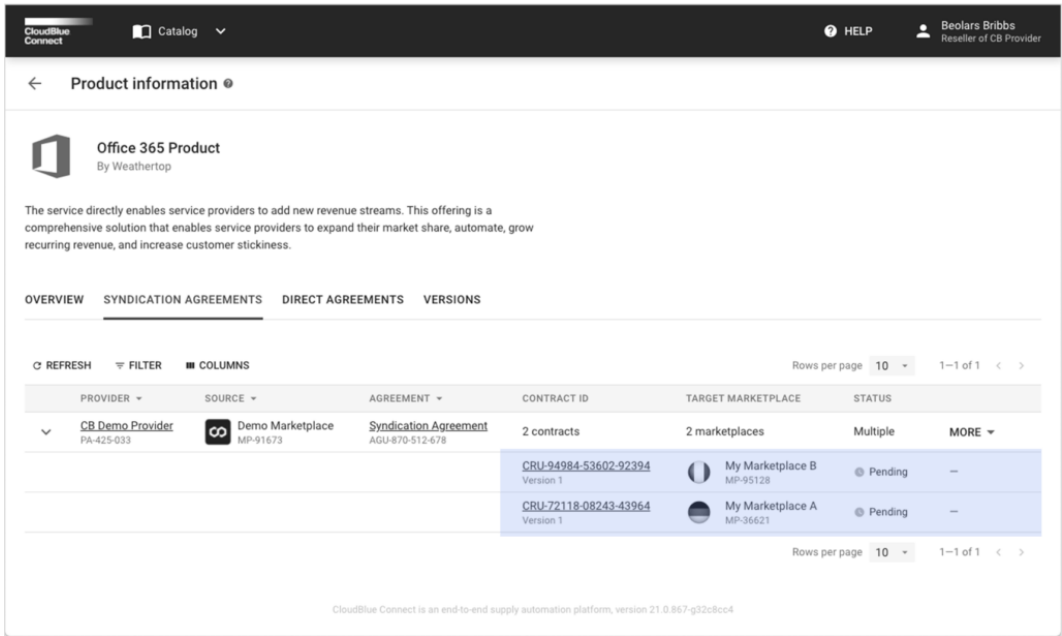 CloudBlue
Connect
Catalog
HELP
Beolars Bribbs
Reseller of CB Provider
Product information
Office 365 Product
By Weathertop
The service directly enables service providers to add new revenue streams. This offering is a
comprehensive solution that enables service providers to expand their market share, automate, grow
recurring revenue, and increase customer stickiness.
OVERVIEW SYNDICATION AGREEMENTS DIRECT AGREEMENTS VERSIONS
REFRESH FILTER COLUMNS Rows per page 10 1–1 of 1
PROVIDER SOURCE AGREEMENT CONTRACT ID TARGET MARKETPLACE STATUS
CB Demo Provider Demo Marketplace Syndication Agreement 2 contracts 2 marketplaces Multiple MORE
PA-425-033 MP-91673 AGU-870-512-678
CRU-94984-53602-92394 My Marketplace B Pending –
Version 1 MP-95128
CRU-72118-08243-43964 My Marketplace A Pending –
Version 1 MP-36621
Rows per page 10 1–1 of 1
CloudBlue Connect is an end-to-end supply automation platform, version 21.0.867-g32c8cc4